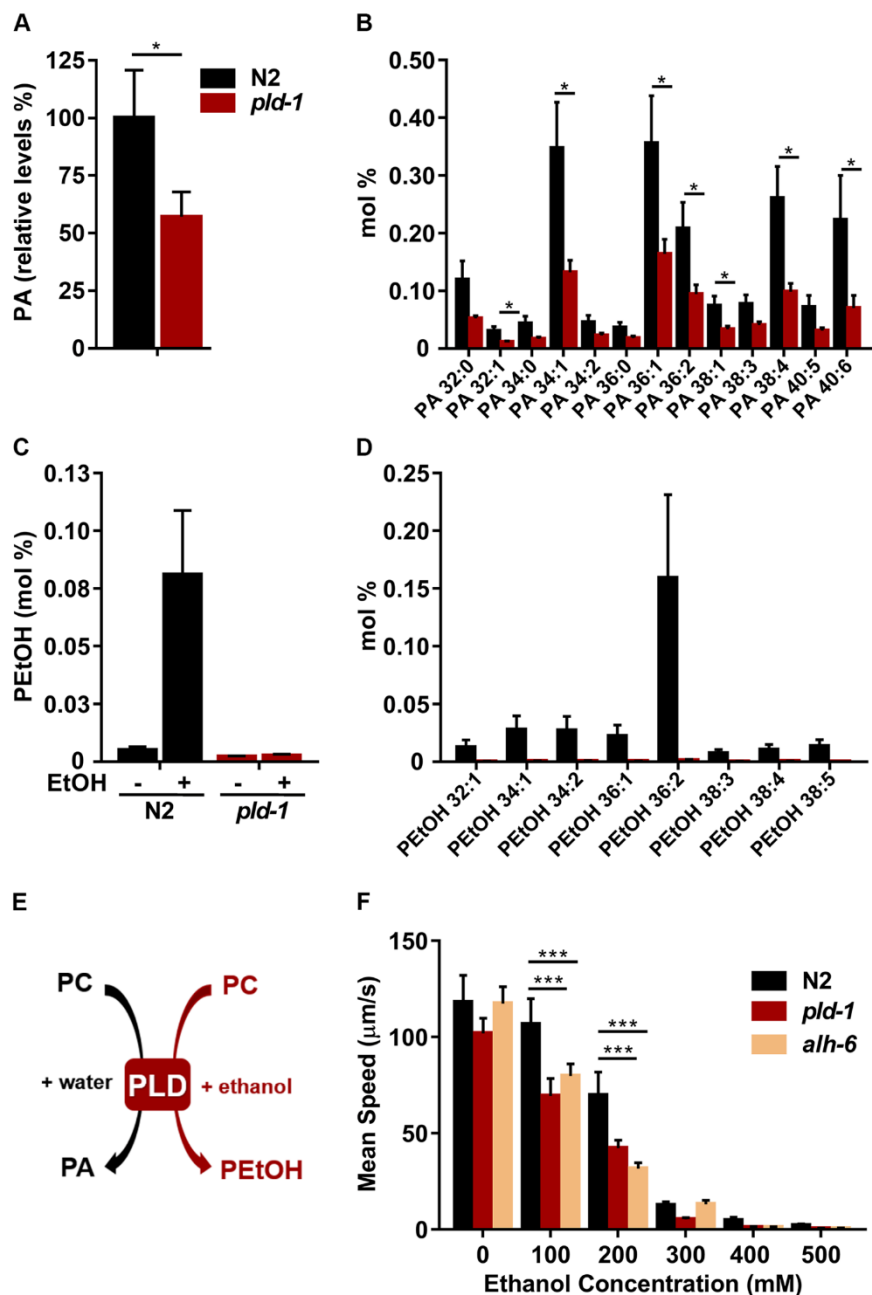 A
PA (relative levels %)
125
100
75
50
25
0
*
N2
pld-1
B
mol %
0.50
0.40
0.30
0.20
0.10
0
* * * * * * *
PA 32:0
PA 32:1
PA 34:0
PA 34:1
PA 34:2
PA 36:0
PA 36:1
PA 36:2
PA 38:1
PA 38:3
PA 38:4
PA 40:5
PA 40:6
C
PEtOH (mol %)
0.13
0.10
0.08
0.05
0.03
0
EtOH - + - +
N2 pld-1
D
mol %
0.25
0.20
0.15
0.10
0.05
0
PEtOH 32:1
PEtOH 34:1
PEtOH 34:2
PEtOH 36:1
PEtOH 36:2
PEtOH 38:3
PEtOH 38:4
PEtOH 38:5
E
PC PC
+ water PLD + ethanol
PA PEtOH
F
Mean Speed (μm/s)
150
100
50
0
***
***
***
***
N2
pld-1
alh-6
0 100 200 300 400 500
Ethanol Concentration (mM)